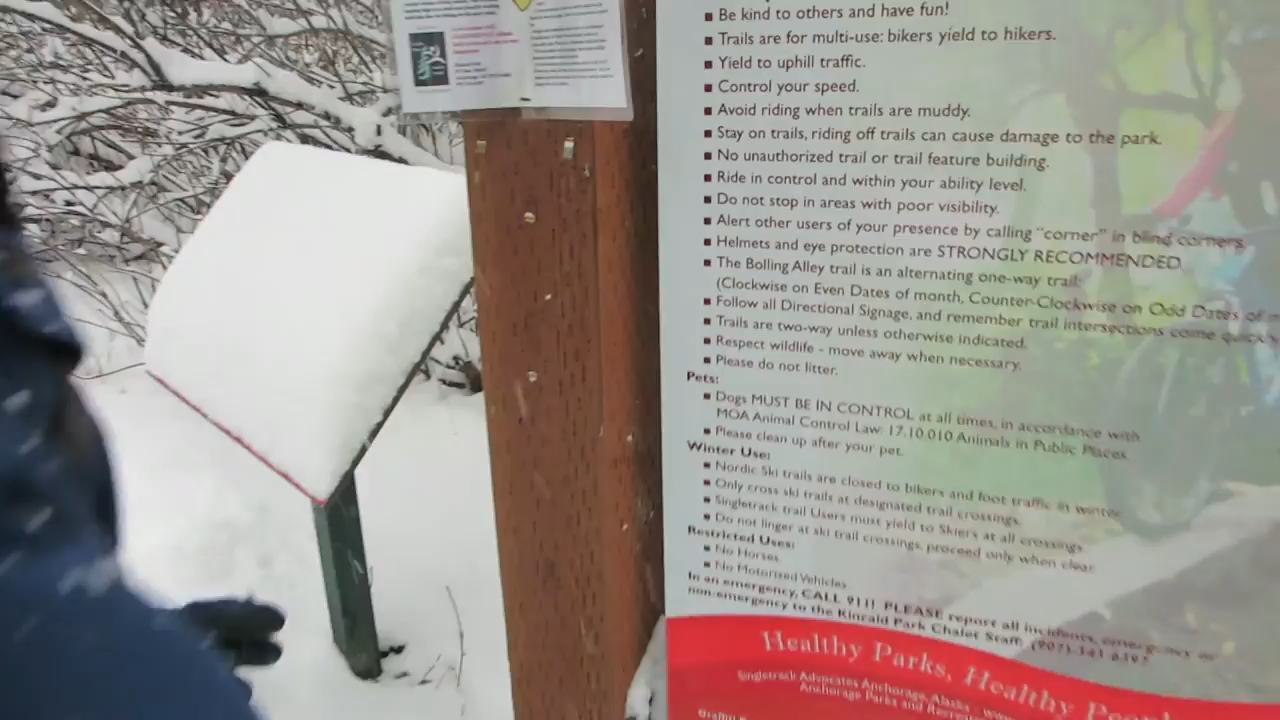 Be kind to others and have fun!
Trails are for multi-use: bikers yield to hikers.
Yield to uphill traffic.
Control your speed.
Avoid riding when trails are muddy.
Stay on trails, riding off trails can cause damage to the park.
No unauthorized trail or trail feature building.
Ride in control and within your ability level.
Do not stop in areas with poor visibility.
Alert other users of your presence by calling "corner" in blind corners.
Helmets and eye protection are STRONGLY RECOMMENDED.
The Bolling Alley trail is an alternating one-way trail:
(Clockwise on Even Dates of month, Counter-Clockwise on Odd Dates of
Follow all Directional Signage, and remember trail intersections come quick
Trails are two-way unless otherwise indicated.
Respect wildlife - move away when necessary.
Please do not litter.
Pets:
Dogs MUST BE IN CONTROL at all times, in accordance with
MOA Animal Control Law: 17.10.010 Animals in Public Places.
Please clean up after your pet.
Winter Use:
Nordic Ski trails are closed to bikers and foot traffic in winter.
Only cross ski trails at designated trail crossings.
Singletrack trail Users must yield to Skiers at all crossings.
Do not linger at ski trail crossings, proceed only when clear.
Restricted Uses:
No Horses
No Motorized Vehicles
In an emergency, CALL 911! PLEASE report all incidents, emergency or
non-emergency to the Kincaid Park Chalet Staff: (907)
Healthy Parks, Healthy People
Singletrack Advocates Anchorage, Alaska
Anchorage Parks and